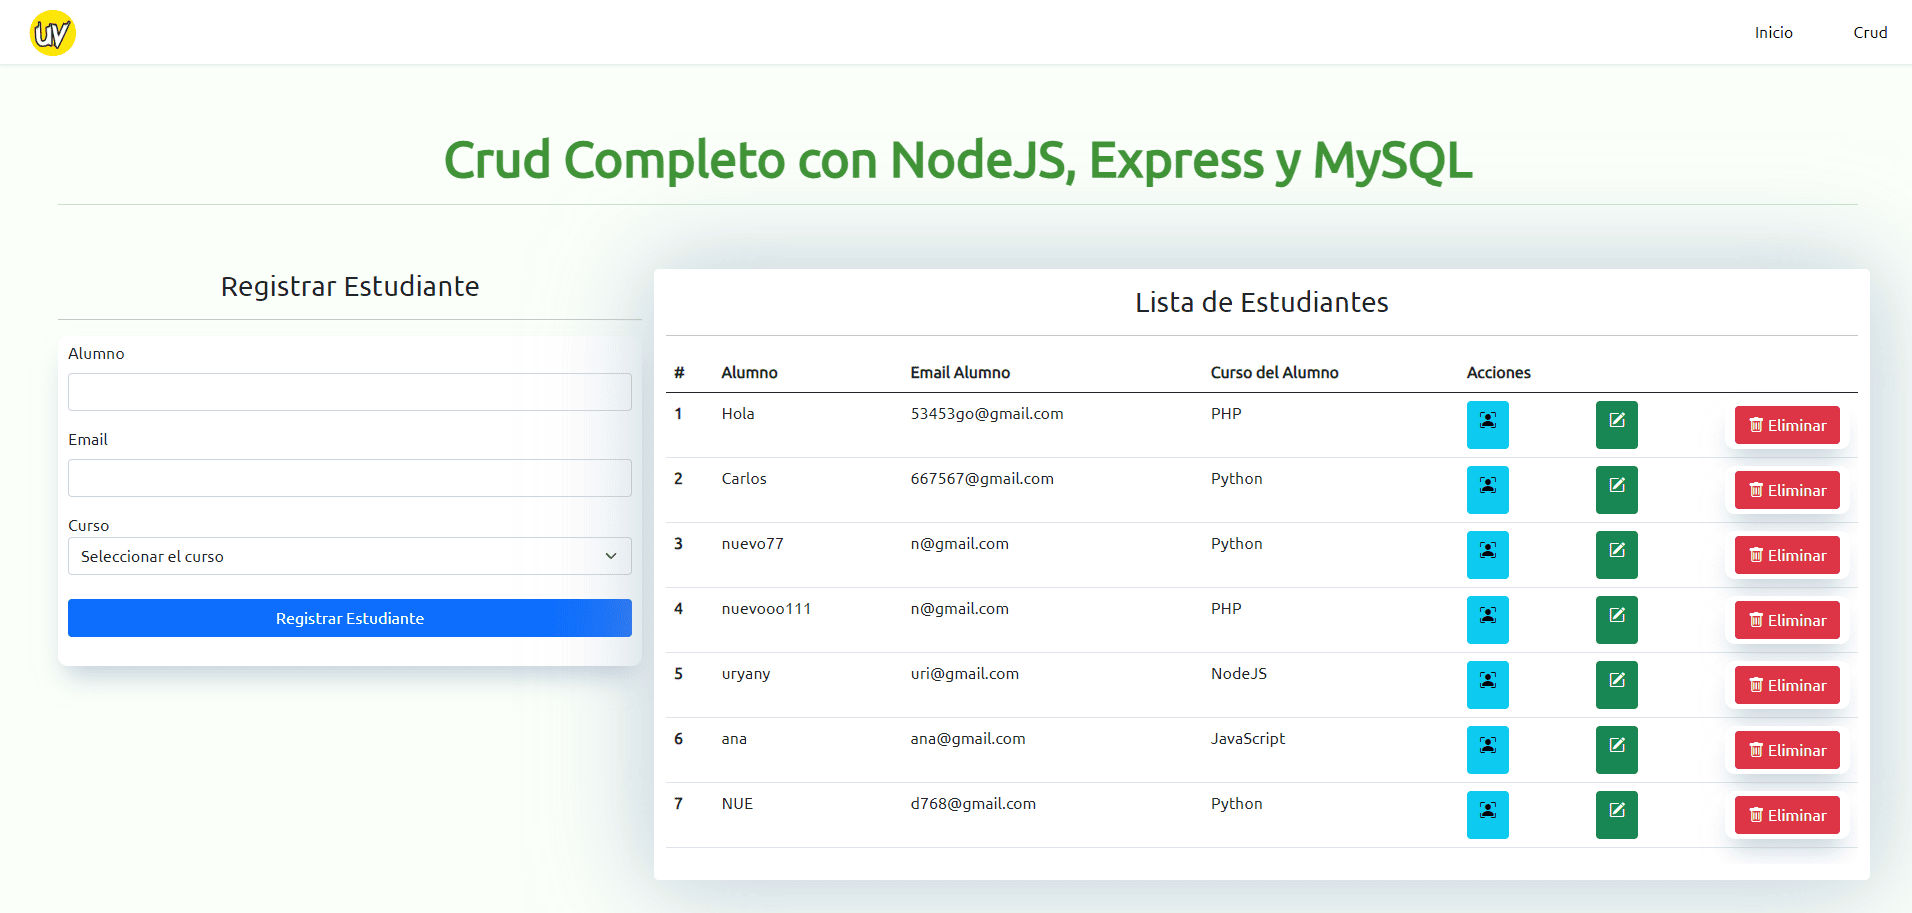 UV
Inicio Crud
Crud Completo con NodeJS, Express y MySQL
Registrar Estudiante
Alumno
Email
Curso
Seleccionar el curso
Registrar Estudiante
Lista de Estudiantes
# Alumno Email Alumno Curso del Alumno Acciones
1 Hola 53453go@gmail.com PHP Eliminar
2 Carlos 667567@gmail.com Python Eliminar
3 nuevo77 n@gmail.com Python Eliminar
4 nuevooo111 n@gmail.com PHP Eliminar
5 uryany uri@gmail.com NodeJS Eliminar
6 ana ana@gmail.com JavaScript Eliminar
7 NUE d768@gmail.com Python Eliminar